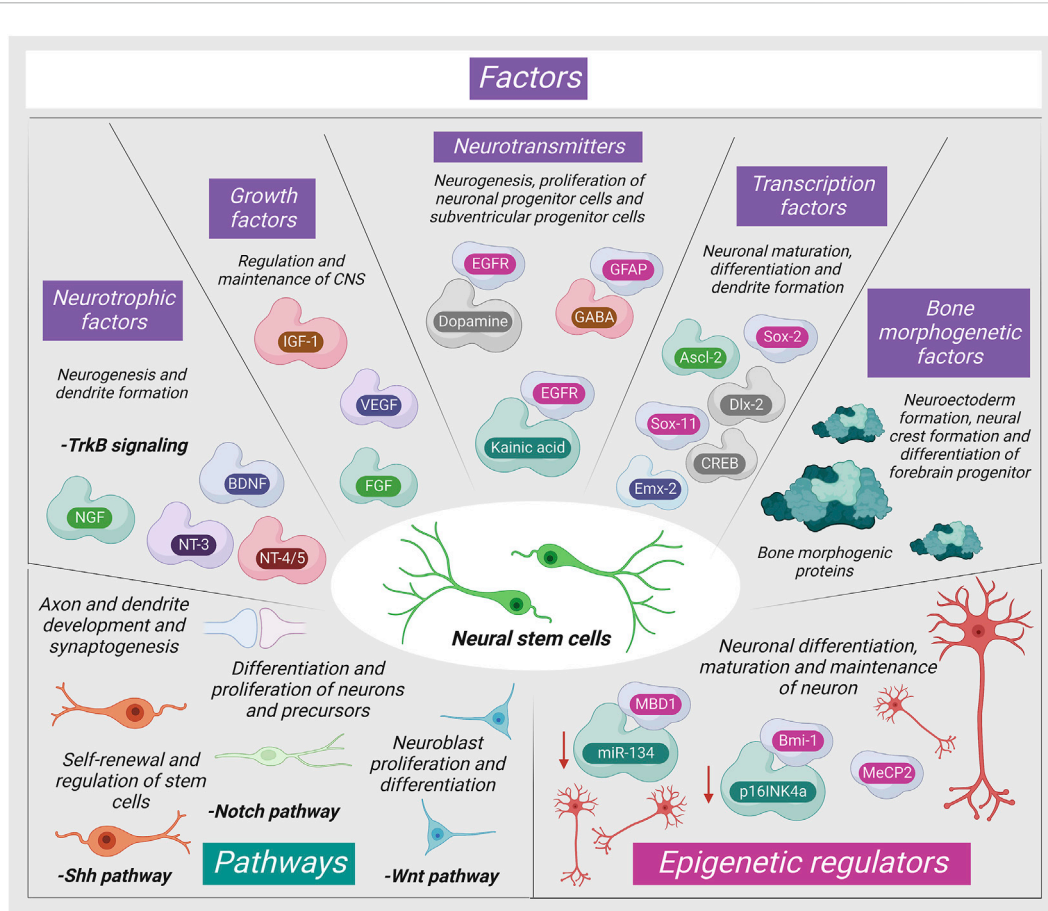 Factors
Neurotrophic
factors
Neurogenesis and
dendrite formation
-TrkB signaling
NGF
BDNF
NT-3
NT-4/5
Growth
factors
Regulation and
maintenance of CNS
IGF-1
VEGF
FGF
Neurotransmitters
Neurogenesis, proliferation of
neuronal progenitor cells and
subventricular progenitor cells
EGFR
Dopamine
GFAP
GABA
EGFR
Kainic acid
Transcription
factors
Neuronal maturation,
differentiation and
dendrite formation
Sox-2
Ascl-2
Dlx-2
Sox-11
CREB
Emx-2
Bone
morphogenetic
factors
Neuroectoderm
formation, neural
crest formation and
differentiation of
forebrain progenitor
Bone morphogenic
proteins
Neural stem cells
Axon and dendrite
development and
synaptogenesis
Differentiation and
proliferation of neurons
and precursors
Self-renewal and
regulation of stem
cells
Neuroblast
proliferation and
differentiation
-Notch pathway
-Shh pathway
Pathways
-Wnt pathway
Neuronal differentiation,
maturation and maintenance
of neuron
MBD1
miR-134
Bmi-1
p16INK4a
MeCP2
Epigenetic regulators